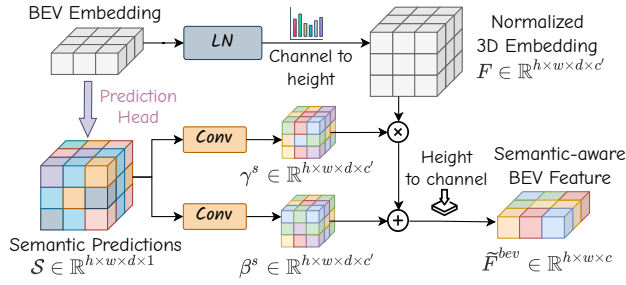 BEV Embedding
LN
Channel to
height
Normalized
3D Embedding
F ∈ ℝ^{h×w×d×c'}
Prediction
Head
Conv
γ^s ∈ ℝ^{h×w×d×c'}
Height
to channel
Semantic-aware
BEV Feature
Conv
Semantic Predictions
S ∈ ℝ^{h×w×d×1}
β^s ∈ ℝ^{h×w×d×c'}
F̃^{bev} ∈ ℝ^{h×w×c}